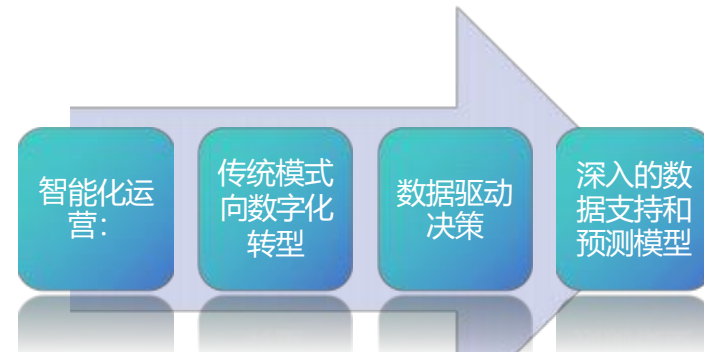 智能化运
营：
传统模式
向数字化
转型
数据驱动
决策
深入的数
据支持和
预测模型